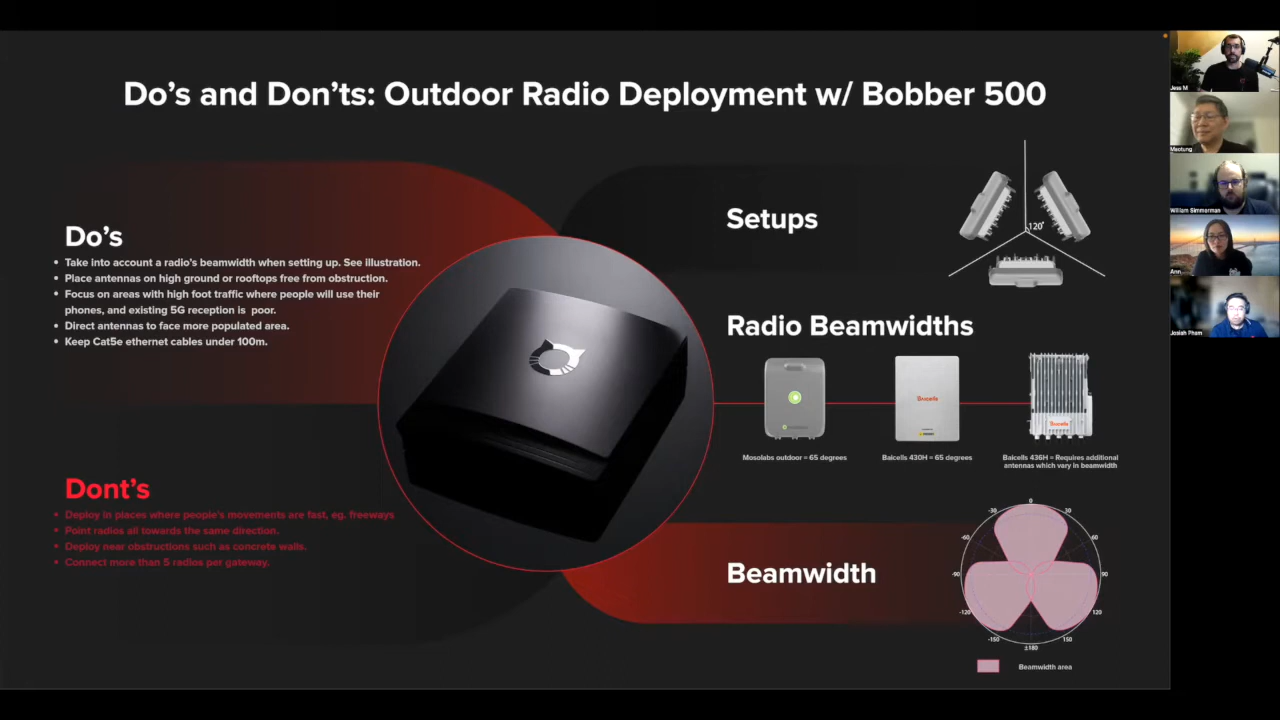 Do's and Don'ts: Outdoor Radio Deployment w/ Bobber 500
Do's
• Take into account a radio's beamwidth when setting up. See illustration.
• Place antennas on high ground or rooftops free from obstruction.
• Focus on areas with high foot traffic where people will use their
phones, and existing 5G reception is poor.
• Direct antennas to face more populated area.
• Keep Cat5e ethernet cables under 100m.
Dont's
• Deploy in places where people's movements are fast, eg. freeways
• Point radios all towards the same direction.
• Deploy near obstructions such as concrete walls.
• Connect more than 5 radios per gateway.
Setups
120°
Radio Beamwidths
Baicells
Baicells
Mosolabs outdoor = 65 degrees
Baicells 430H = 65 degrees
Baicells 436H = Requires additional
antennas which vary in beamwidth
Beamwidth
0
-30
30
-60
60
-90
90
-120
120
-150
150
±180
Beamwidth area
Jess M
Maotung
William Simmerman
Ann
Josiah Pham